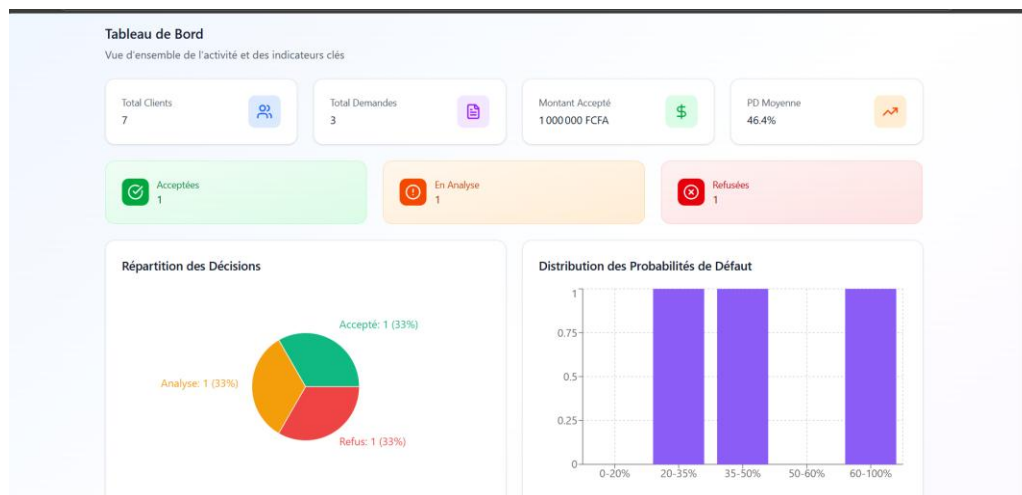 Tableau de Bord
Vue d'ensemble de l'activité et des indicateurs clés
Total Clients
7
Total Demandes
3
Montant Accepté
1 000 000 FCFA
PD Moyenne
46.4%
Acceptées
1
En Analyse
1
Refusées
1
Répartition des Décisions
Accepté: 1 (33%)
Analyse: 1 (33%)
Refus: 1 (33%)
Distribution des Probabilités de Défaut
1
0.75
0.5
0.25
0
0-20%
20-35%
35-50%
50-60%
60-100%